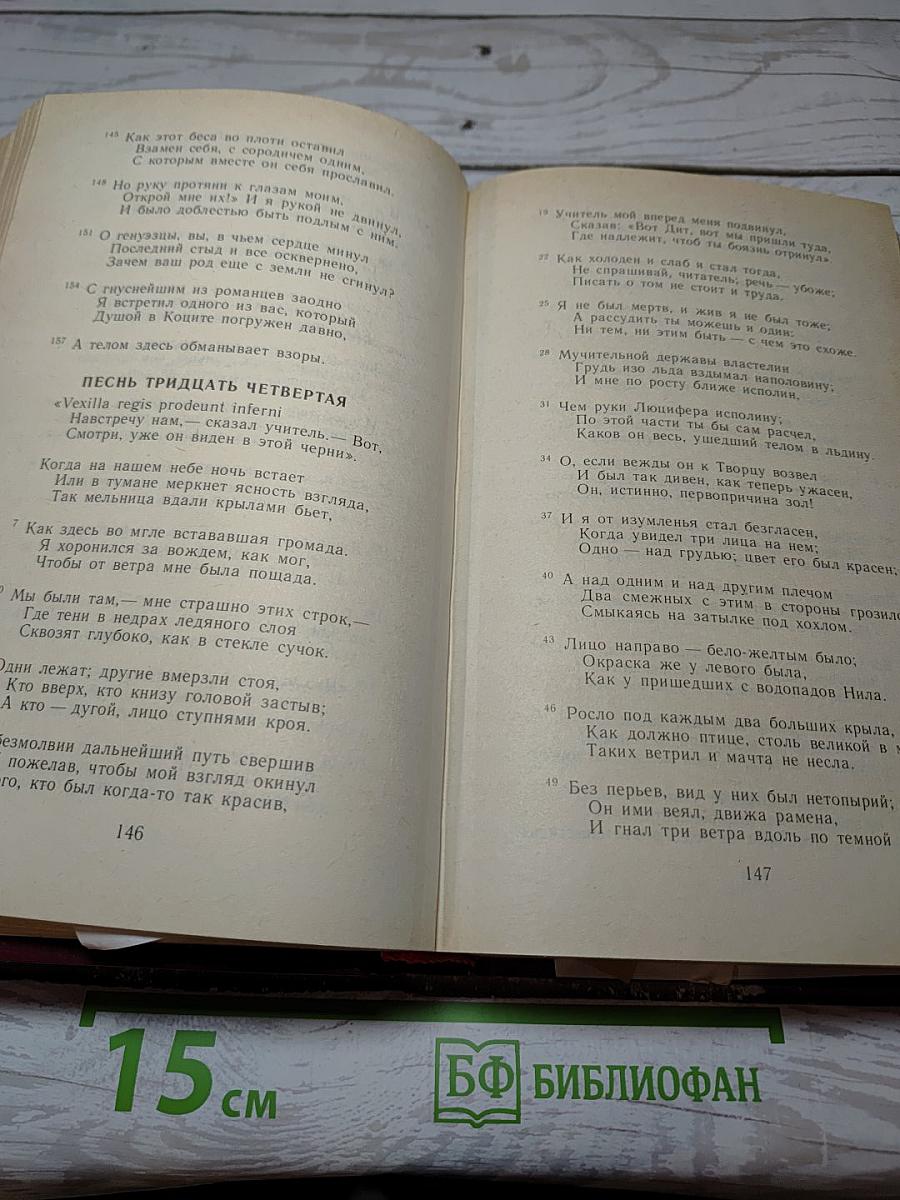 145 Как этот беса во плоти оставил
Взамен себя, с сородичем одним,
С которым вместе он себя прославил.
148 Но руку протяни к глазам моим,
Открой мне их!» И я рукой не двинул,
И было доблестью быть подлым с ним.
151 О генуэзцы, вы, в чьем сердце минул
Последний стыд и все осквернено,
Зачем ваш род еще с земли не сгинул?
154 С гнуснейшим из романцев заодно
Я встретил одного из вас, который
Душой в Коците погружен давно,
157 А телом здесь обманывает взоры.
ПЕСНЬ ТРИДЦАТЬ ЧЕТВЕРТАЯ
«Vexilla regis prodeunt inferni
Навстречу нам,— сказал учитель.— Вот,
Смотри, уже он виден в этой черни».
Когда на нашем небе ночь встает
Или в тумане меркнет ясность взгляда,
Так мельница вдали крылами бьет,
7 Как здесь во мгле встававшая громада.
Я хоронился за вождем, как мог,
Чтобы от ветра мне была пощада.
Мы были там,— мне страшно этих строк,—
Где тени в недрах ледяного слоя
Сквозят глубоко, как в стекле сучок.
Одни лежат; другие вмерзли стоя,
Кто вверх, кто книзу головой застыв;
А кто — дугой, лицо ступнями кроя.
безмолвии дальнейший путь свершив
пожелав, чтобы мой взгляд окинул
кто был когда-то так красив,
146
19 Учитель мой вперед меня подвинул,
Сказав: «Вот Дит, вот мы пришли туда,
Где надлежит, чтоб ты боязнь отринул».
22 Как холоден и слаб я стал тогда,
Не спрашивай, читатель; речь — убоже;
Писать о том не стоит и труда.
25 Я не был мертв, и жив я не был тоже;
А рассудить ты можешь и один:
Ни тем, ни этим быть — с чем это схоже.
28 Мучительной державы властелин
Грудь изо льда вздымал наполовину;
И мне по росту ближе исполин,
31 Чем руки Люцифера исполину;
По этой части ты бы сам расчел,
Каков он весь, ушедший телом в льдину.
34 О, если вежды он к Творцу возвел
И был так дивен, как теперь ужасен,
Он, истинно, первопричина зол!
37 И я от изумленья стал безгласен,
Когда увидел три лица на нем;
Одно — над грудью; цвет его был красен;
40 А над одним и над другим плечом
Два смежных с этим в стороны грозило
Смыкаясь на затылке под хохлом.
43 Лицо направо — бело-желтым было;
Окраска же у левого была,
Как у пришедших с водопадов Нила.
46 Росло под каждым два больших крыла,
Как должно птице, столь великой в
Таких ветрил и мачта не несла.
49 Без перьев, вид у них был нетопырий;
Он ими веял, движа рамена,
И гнал три ветра вдоль по темной
147
15 см
БФ БИБЛИОФАН